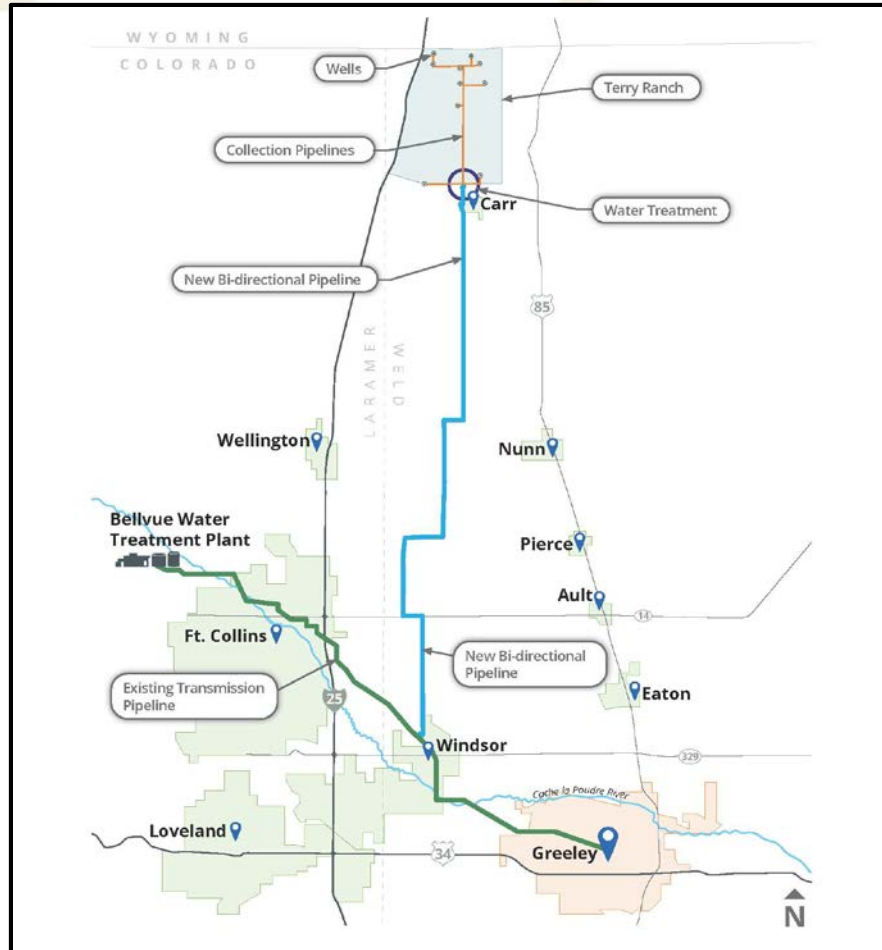 WYOMING
COLORADO
Wells
Terry Ranch
Collection Pipelines
Water Treatment
Carr
New Bi-directional Pipeline
85
LARAMER
WELD
Wellington
Nunn
Bellvue Water
Treatment Plant
Pierce
Ault
14
Ft. Collins
New Bi-directional
Pipeline
Existing Transmission
Pipeline
25
Eaton
Windsor
329
Cache la Poudre River
Loveland
34
Greeley
N